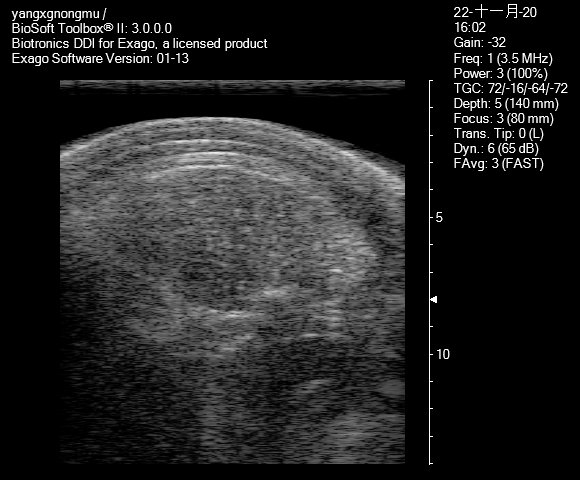 yangxgnongmu /
BioSoft Toolbox® II: 3.0.0.0
Biotronics DDI for Exago, a licensed product
Exago Software Version: 01-13
22-十一月-20
16:02
Gain: -32
Freq: 1 (3.5 MHz)
Power: 3 (100%)
TGC: 72/-16/-64/-72
Depth: 5 (140 mm)
Focus: 3 (80 mm)
Trans. Tip: 0 (L)
Dyn.: 6 (65 dB)
FAvg: 3 (FAST)
5
10